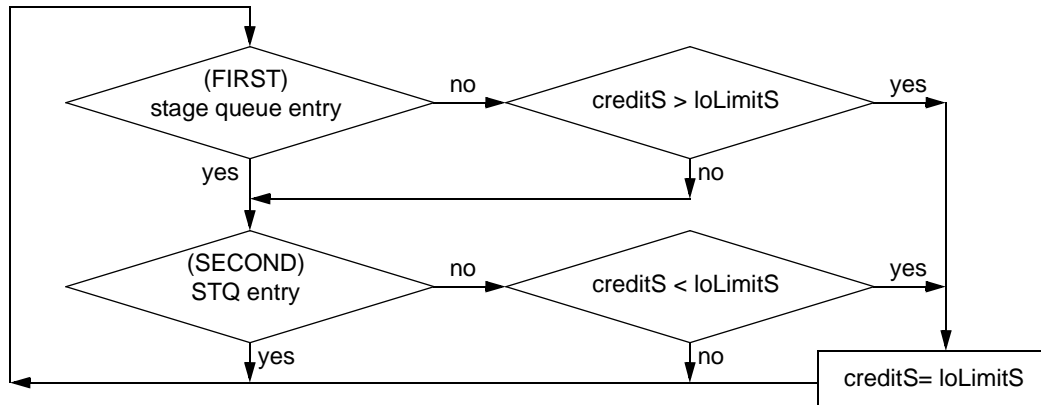 (FIRST)
stage queue entry
no
creditS > loLimitS
yes
yes
no
(SECOND)
STQ entry
no
creditS < loLimitS
yes
yes
no
creditS= loLimitS